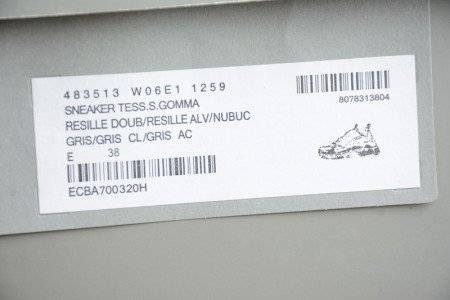 483513 W06E1 1259
SNEAKER TESS.S.GOMMA
RESILLE DOUB/RESILLE ALV/NUBUC
GRIS/GRIS CL/GRIS AC
E 38
ECBA700320H
8078313804